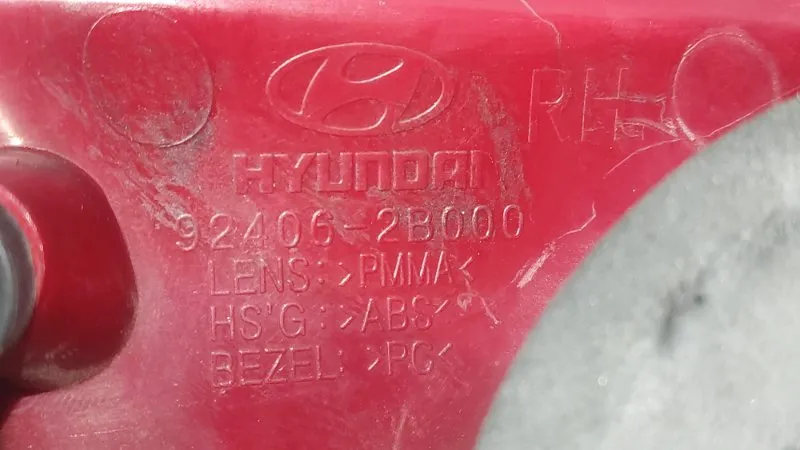 RH
HYUNDAI
92406-2B000
LENS: >PMMA<
HS'G: >ABS<
BEZEL: >PC<